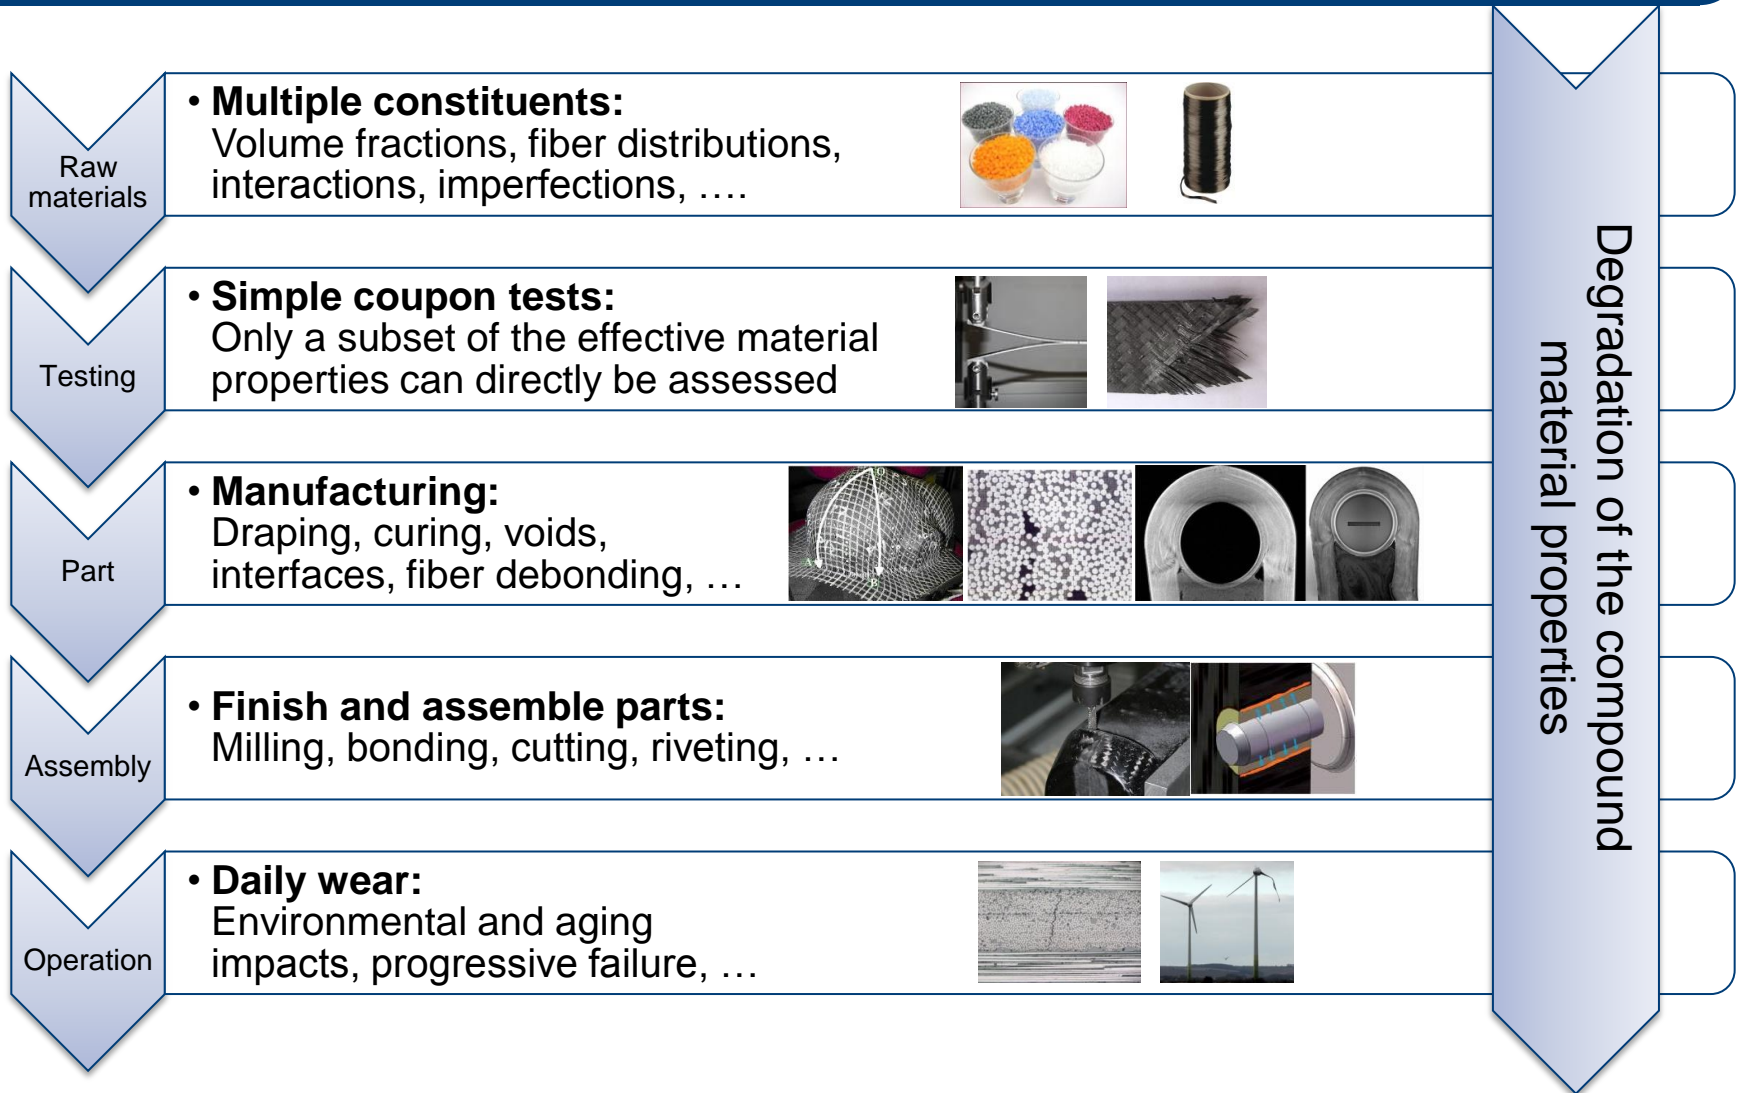 Raw
materials
• Multiple constituents:
Volume fractions, fiber distributions,
interactions, imperfections, ….
Testing
• Simple coupon tests:
Only a subset of the effective material
properties can directly be assessed
Part
• Manufacturing:
Draping, curing, voids,
interfaces, fiber debonding, …
O
A
B
Assembly
• Finish and assemble parts:
Milling, bonding, cutting, riveting, …
Operation
• Daily wear:
Environmental and aging
impacts, progressive failure, …
Degradation of the compound
material properties